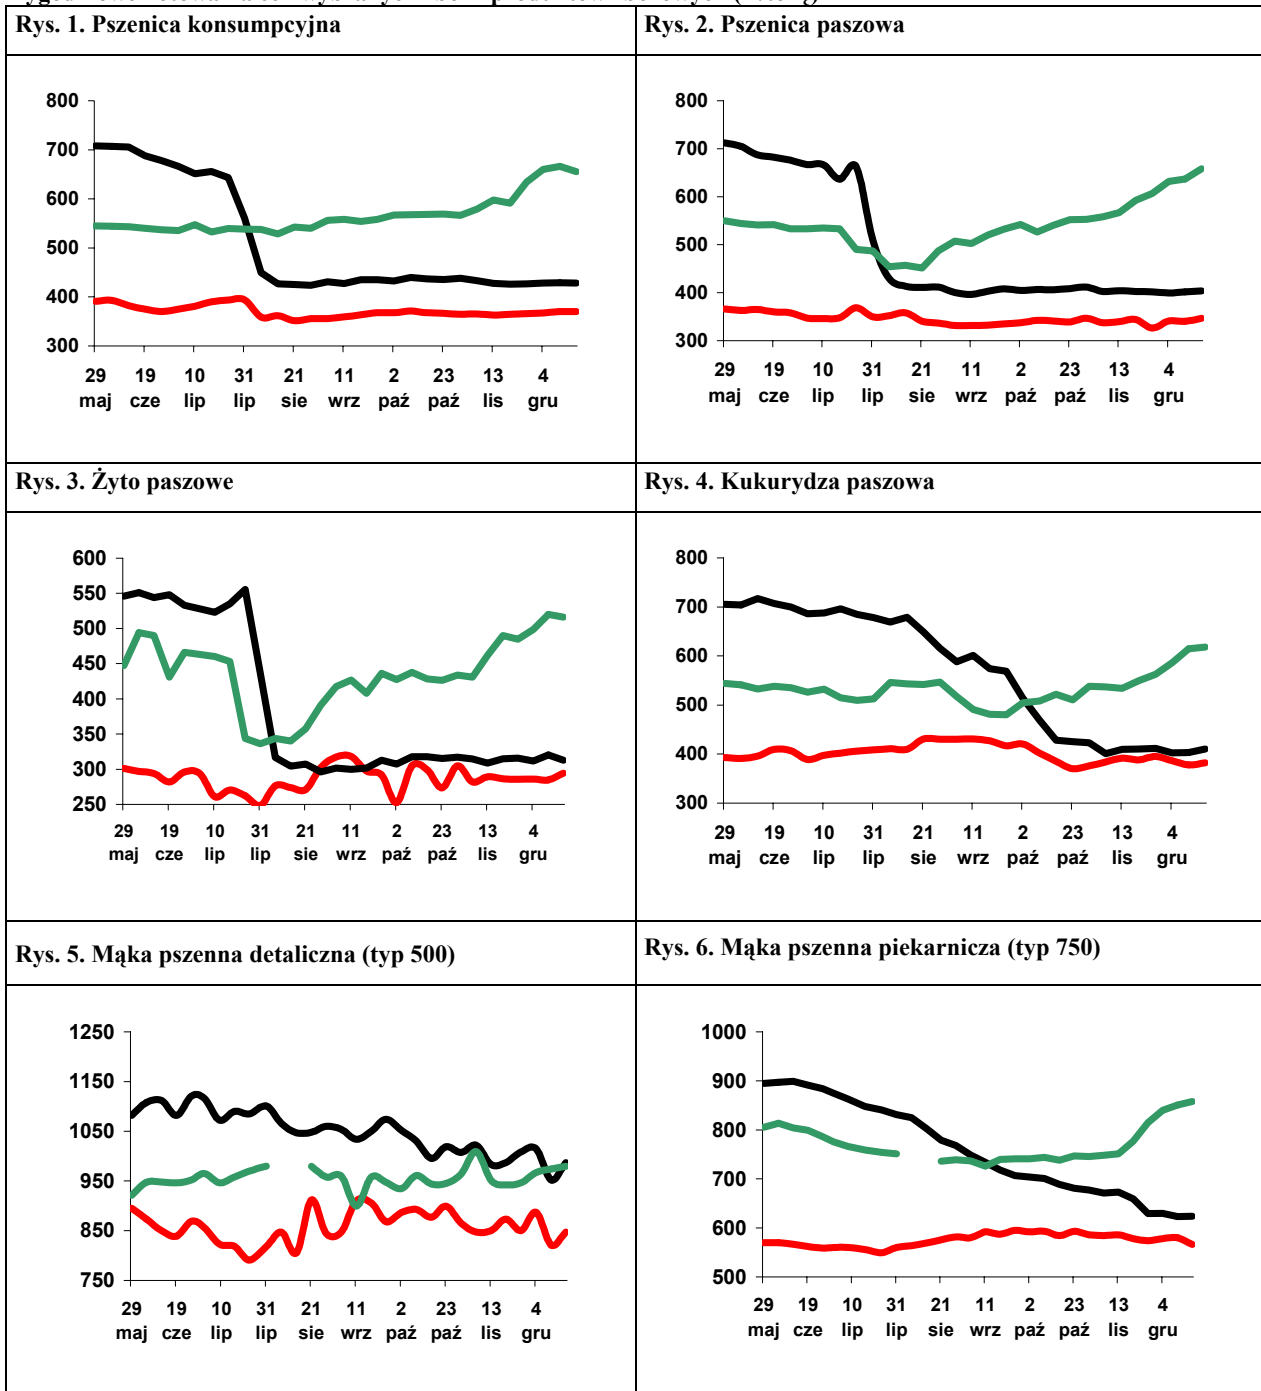 Rys. 1. Pszenica konsumpcyjna
Rys. 2. Pszenica paszowa
800
700
600
500
400
300
29 19 10 31 21 11 2 23 13 4
maj cze lip lip sie wrz paź paź lis gru
800
700
600
500
400
300
29 19 10 31 21 11 2 23 13 4
maj cze lip lip sie wrz paź paź lis gru
Rys. 3. Żyto paszowe
Rys. 4. Kukurydza paszowa
600
550
500
450
400
350
300
250
29 19 10 31 21 11 2 23 13 4
maj cze lip lip sie wrz paź paź lis gru
800
700
600
500
400
300
29 19 10 31 21 11 2 23 13 4
maj cze lip lip sie wrz paź paź lis gru
Rys. 5. Mąka pszenna detaliczna (typ 500)
Rys. 6. Mąka pszenna piekarnicza (typ 750)
1250
1150
1050
950
850
750
29 19 10 31 21 11 2 23 13 4
maj cze lip lip sie wrz paź paź lis gru
1000
900
800
700
600
500
29 19 10 31 21 11 2 23 13 4
maj cze lip lip sie wrz paź paź lis gru